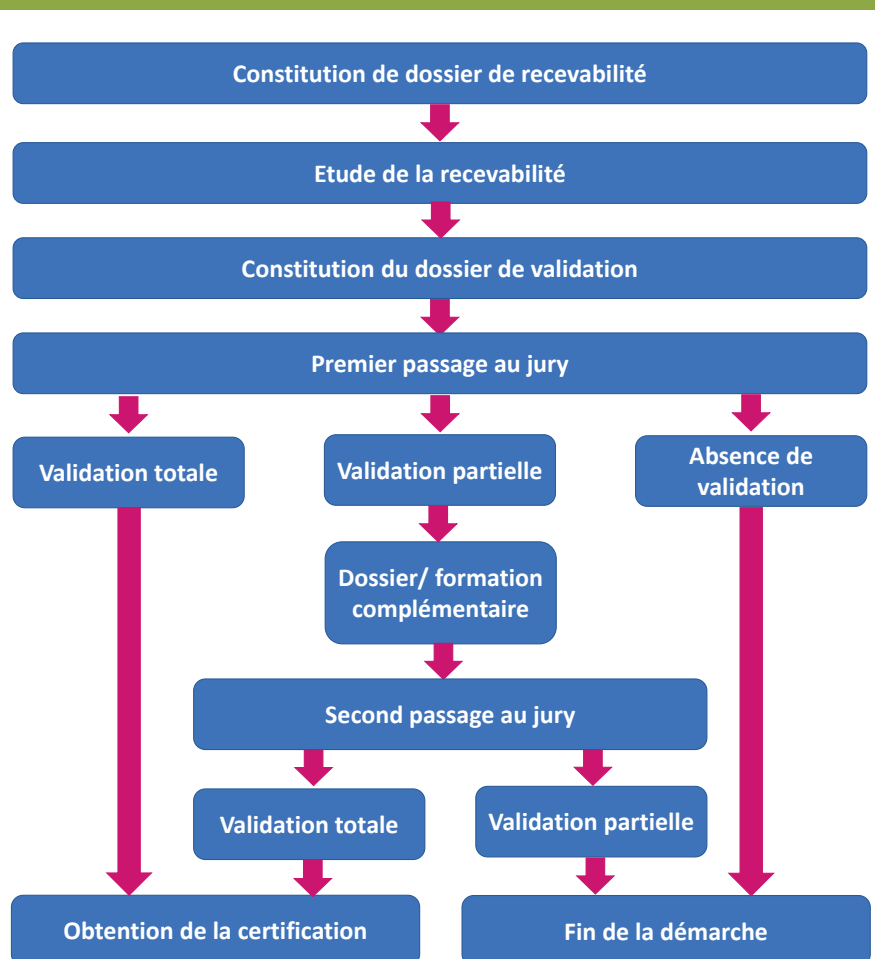 Constitution de dossier de recevabilité
Etude de la recevabilité
Constitution du dossier de validation
Premier passage au jury
Validation totale
Validation partielle
Absence de
validation
Dossier/ formation
complémentaire
Second passage au jury
Validation totale
Validation partielle
Obtention de la certification
Fin de la démarche